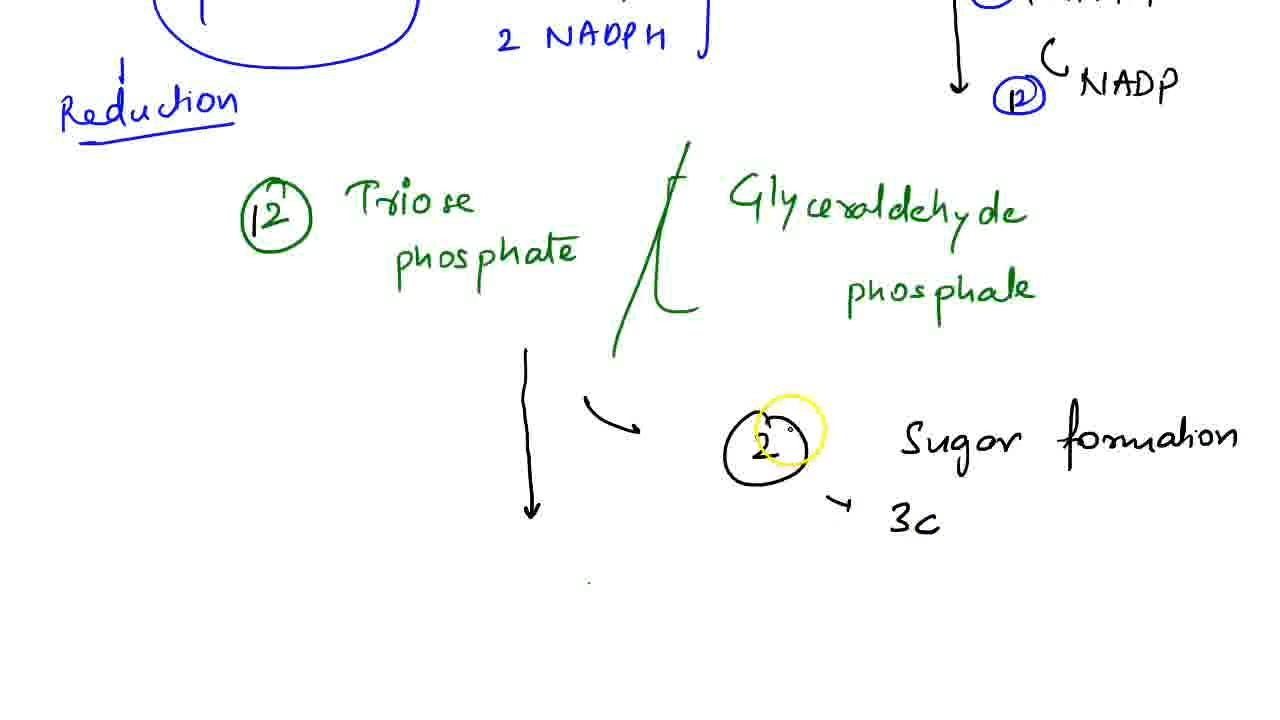 2 NADPH
12 NADP
Reduction
12 Triose phosphate
Glyceraldehyde phosphate
2 Sugar formation
3c